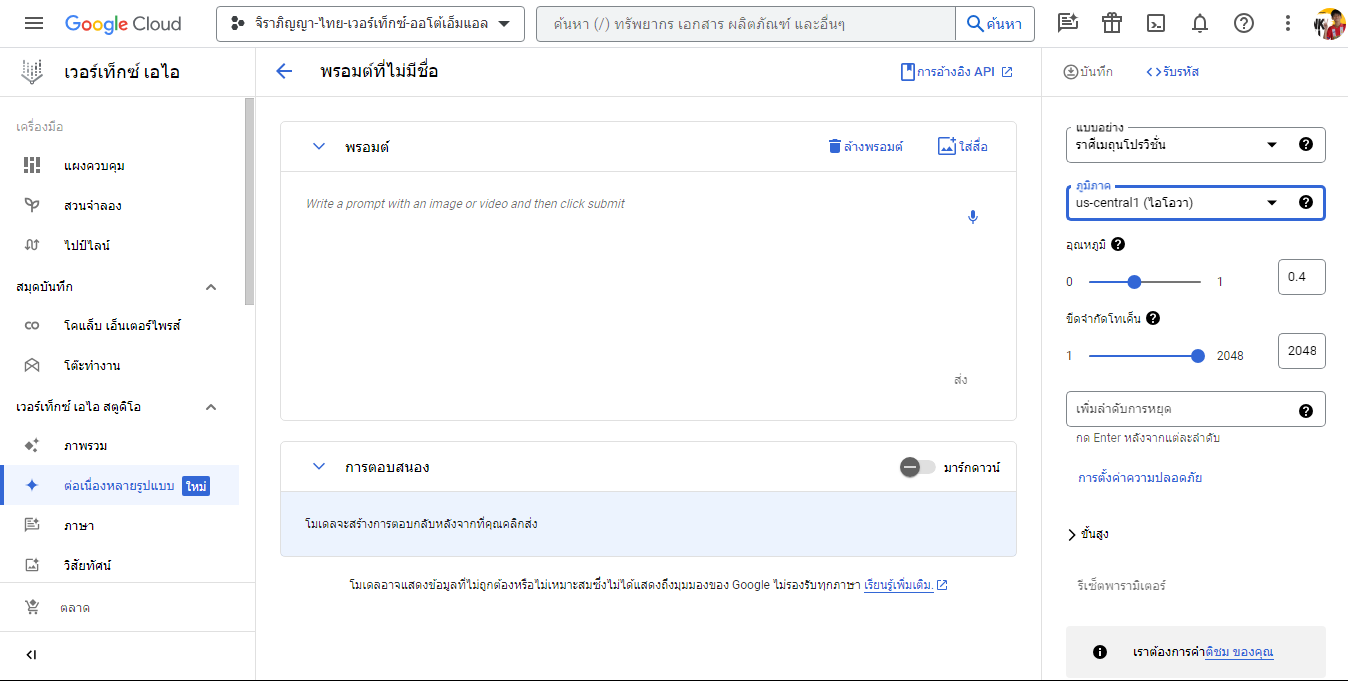 Google Cloud
จิราภิญญา-ไทย-เวอร์เท็กซ์-ออโต้เอ็มแอล
ค้นหา (/) ทรัพยากร เอกสาร ผลิตภัณฑ์ และอื่นๆ
ค้นหา
เวอร์เท็กซ์ เอไอ
พรอมต์ที่ไม่มีชื่อ
การอ้างอิง API
บันทึก
รับรหัส
เครื่องมือ
แผงควบคุม
สวนจำลอง
ไปป์ไลน์
สมุดบันทึก
โคแล็บ เอ็นเตอร์ไพรส์
โต๊ะทำงาน
เวอร์เท็กซ์ เอไอ สตูดิโอ
ภาพรวม
ต่อเนื่องหลายรูปแบบ ใหม่
ภาษา
วิสัยทัศน์
ตลาด
พรอมต์
ล้างพรอมต์
ใส่สื่อ
Write a prompt with an image or video and then click submit
ส่ง
การตอบสนอง
มาร์กดาวน์
โมเดลจะสร้างการตอบกลับหลังจากที่คุณคลิกส่ง
โมเดลอาจแสดงข้อมูลที่ไม่ถูกต้องหรือไม่เหมาะสมซึ่งไม่ได้แสดงถึงมุมมองของ Google ไม่รองรับทุกภาษา เรียนรู้เพิ่มเติม.
แบบอย่าง
ราศีเมถุนโปรวิชั่น
ภูมิภาค
us-central1 (ไอโอวา)
อุณหภูมิ
0 1 0.4
ขีดจำกัดโทเค็น
1 2048 2048
เพิ่มลำดับการหยุด
กด Enter หลังจากแต่ละลำดับ
การตั้งค่าความปลอดภัย
ขั้นสูง
รีเซ็ตพารามิเตอร์
เราต้องการคำติชม ของคุณ